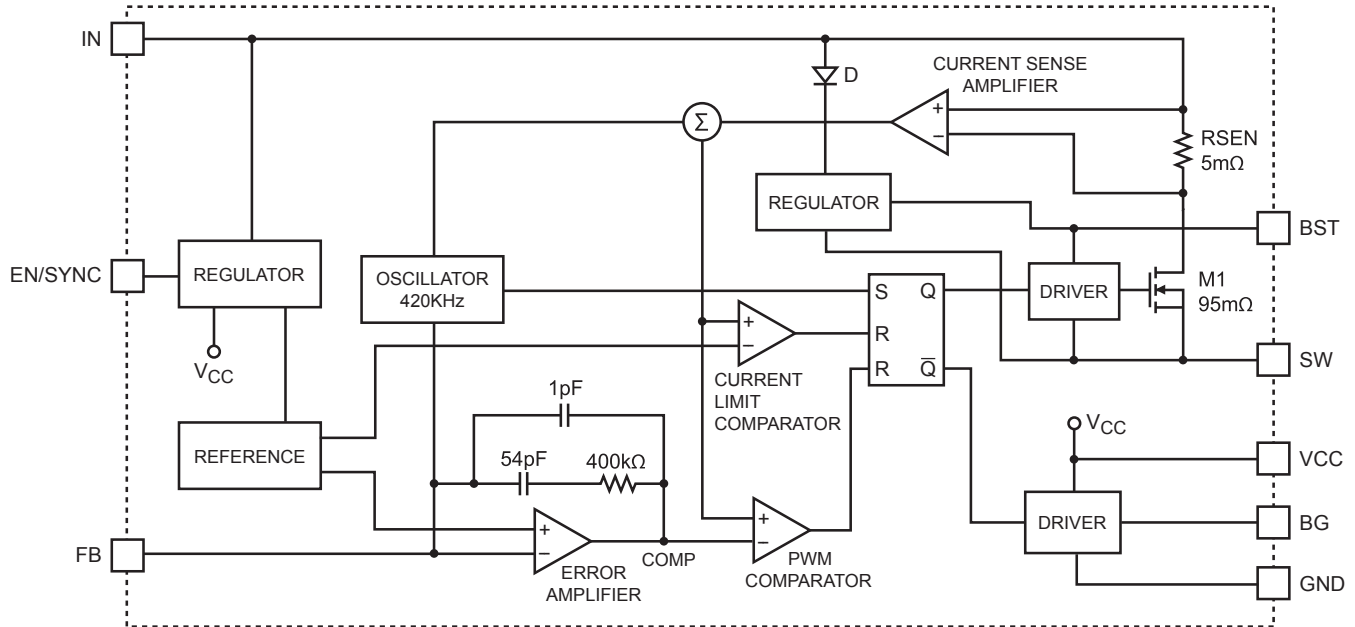 IN
D
CURRENT SENSE
AMPLIFIER
+
−
Σ
RSEN
5mΩ
REGULATOR
BST
EN/SYNC
REGULATOR
OSCILLATOR
420KHz
S
Q
DRIVER
M1
95mΩ
+
−
R
VCC
R
Q̅
SW
CURRENT
LIMIT
COMPARATOR
1pF
REFERENCE
54pF
400kΩ
VCC
VCC
+
−
+
−
DRIVER
BG
FB
COMP
PWM
COMPARATOR
ERROR
AMPLIFIER
GND